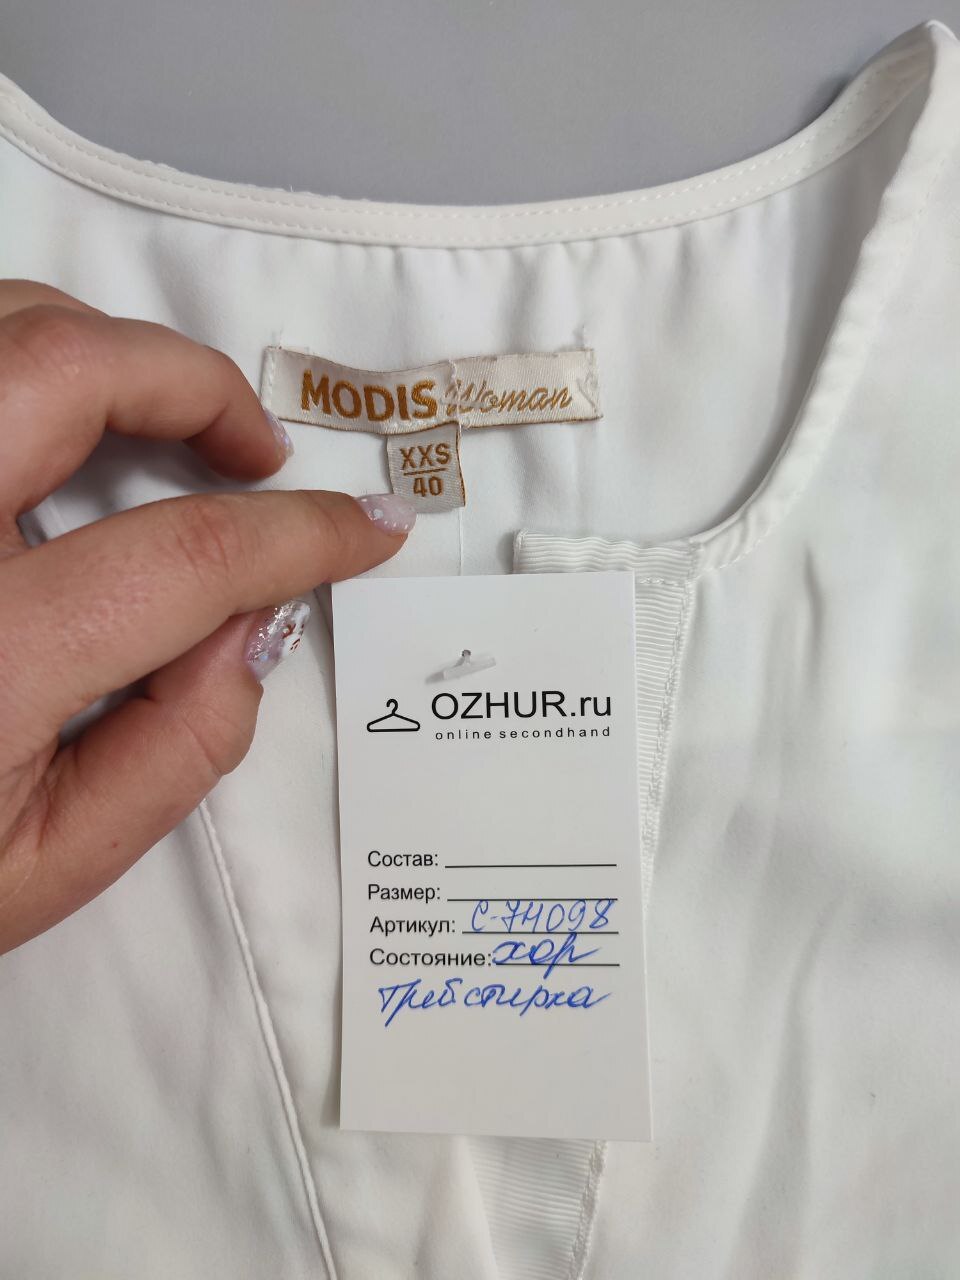 MODIS Woman
XXS
40
OZHUR.ru
online secondhand
Состав:
Размер:
Артикул: С-74098
Состояние: хор
Треб стирка